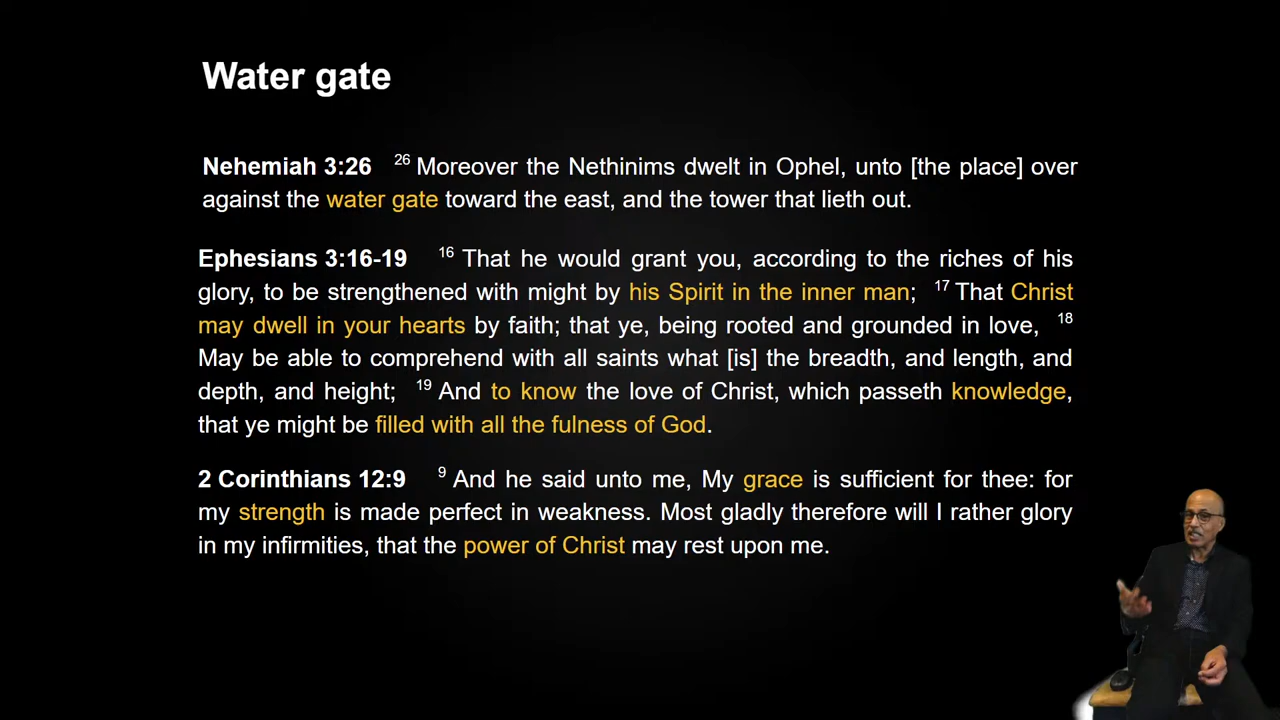 Water gate
Nehemiah 3:26 26 Moreover the Nethinims dwelt in Ophel, unto [the place] over
against the water gate toward the east, and the tower that lieth out.
Ephesians 3:16-19 16 That he would grant you, according to the riches of his
glory, to be strengthened with might by his Spirit in the inner man; 17 That Christ
may dwell in your hearts by faith; that ye, being rooted and grounded in love, 18
May be able to comprehend with all saints what [is] the breadth, and length, and
depth, and height; 19 And to know the love of Christ, which passeth knowledge,
that ye might be filled with all the fulness of God.
2 Corinthians 12:9 9 And he said unto me, My grace is sufficient for thee: for
my strength is made perfect in weakness. Most gladly therefore will I rather glory
in my infirmities, that the power of Christ may rest upon me.